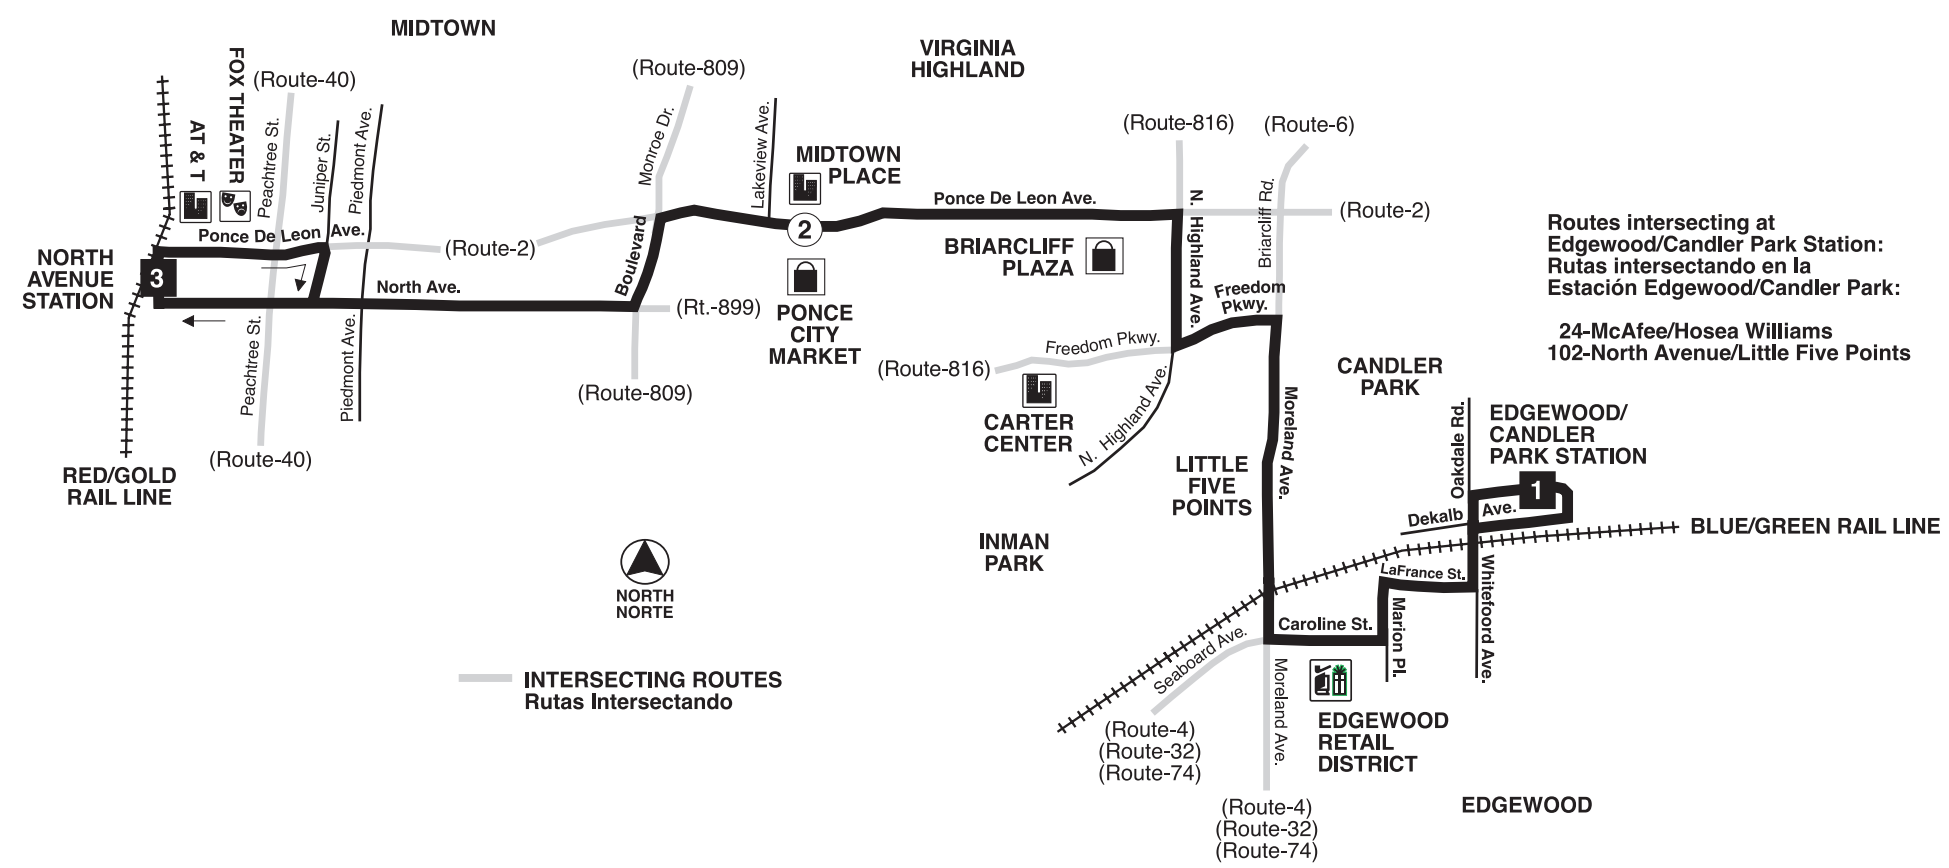 MIDTOWN
VIRGINIA
HIGHLAND
AT & T
FOX THEATER
(Route-40)
Peachtree St.
Juniper St.
Piedmont Ave.
(Route-809)
Monroe Dr.
Lakeview Ave.
MIDTOWN
PLACE
(Route-816)
(Route-6)
Briarcliff Rd.
Ponce De Leon Ave.
N. Highland Ave.
(Route-2)
Ponce De Leon Ave.
(Route-2)
Boulevard
2
BRIARCLIFF
PLAZA
Routes intersecting at
Edgewood/Candler Park Station:
Rutas intersectando en la
Estación Edgewood/Candler Park:
24-McAfee/Hosea Williams
102-North Avenue/Little Five Points
NORTH
AVENUE
STATION
3
North Ave.
(Rt.-899)
PONCE
CITY
MARKET
Freedom
Pkwy.
Freedom Pkwy.
(Route-816)
Peachtree St.
Piedmont Ave.
(Route-809)
CARTER
CENTER
N. Highland Ave.
Moreland Ave.
CANDLER
PARK
(Route-40)
RED/GOLD
RAIL LINE
LITTLE
FIVE
POINTS
Oakdale Rd.
EDGEWOOD/
CANDLER
PARK STATION
1
Dekalb Ave.
BLUE/GREEN RAIL LINE
INMAN
PARK
NORTH
NORTE
LaFrance St.
Whitefoord Ave.
Marion Pl.
Caroline St.
Seaboard Ave.
Moreland Ave.
INTERSECTING ROUTES
Rutas Intersectando
(Route-4)
(Route-32)
(Route-74)
EDGEWOOD
RETAIL
DISTRICT
(Route-4)
(Route-32)
(Route-74)
EDGEWOOD